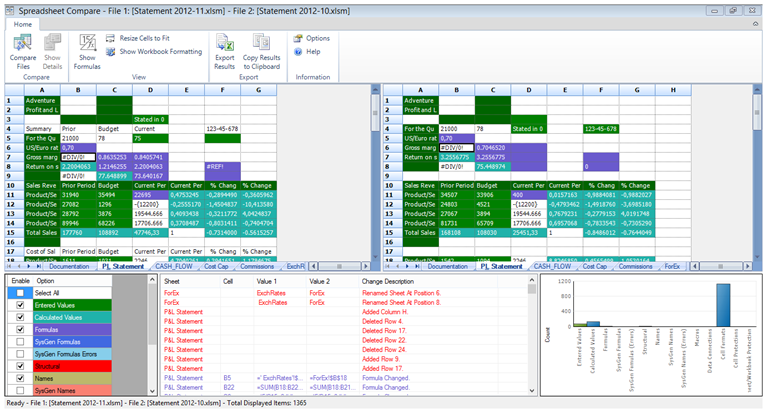 Spreadsheet Compare - File 1: [Statement 2012-11.xlsm] - File 2: [Statement 2012-10.xlsm]
Home
Compare Files
Show Details
Compare
Show Formulas
Resize Cells to Fit
Show Workbook Formatting
View
Export Results
Copy Results to Clipboard
Export
Options
Help
Information
A B C D E F G
1 Adventure
2 Profit and L
3 Stated in 0
4 Summary Prior Budget Current 123-45-678
5 For the Qu 21000 78 75
6 US/Euro rat 0,70
7 Gross marg #DIV/0! 0.8635253 0.8405741
8 Return on s 2.2004063 1.2146255 2.2004063 #REF!
9 #DIV/0! 77.648899 73.640167
10 Sales Reve Prior Period Budget Current Per Current Per % Chang % Change
11 Product/Se 31940 35494 22695 0,4753245 -0,2894490 -0,3605962
12 Product/Se 27082 1296 -{12200} -0,2555170 -1,4504837 -10,413580
13 Product/Se 28792 3876 19544.666 0,4093438 -0,3211772 4,0424837
14 Product/Se 89946 68226 17706.664 0,3708487 -0,8031411 -0,7404704
15 Total Sales 177760 108892 47746,33 1 -0.7314000 -0.5615257
16
17
18 Cost of Sal Prior Period Budget Current Per Current Per % Chang % Change
Documentation P|_Statement CASH_FLOW Cost Cap Commissions ExchR
A B C D E F G H
1 Adventure
2 Profit and L
3
4 Stated in 0 123-45-678
5 For the Qu 21000 78
6 US/Euro rat 0,70
6 Gross marg #DIV/0! 0.7046520
7 Return on s 3.2556775 3.2556775
8 #DIV/0! 75.448974 0
9
10 Sales Reve Prior Period Budget Current Per Current Per % Chang % Change
11 Product/Se 34507 33906 400 0,0157163 -0,9884081 -0,9882027
12 Product/Se 24803 4521 -{12200} -0,4793462 -1,4918760 -3,6985180
13 Product/Se 27067 3894 19544.666 0,7679231 -0,2779153 4,0191748
14 Product/Se 81731 65709 17706.664 0,6957068 -0,7833543 -0,7305290
15 Total Sales 168108 108030 25451,33 1 -0.8486012 -0.7644049
16
17
Documentation P|_Statement CASH_FLOW Cost Cap Commissions ForEx
Enable Option
Select All
Entered Values
Calculated Values
Formulas
SysGen Formulas
SysGen Formulas Errors
Structural
Names
SysGen Names
Sheet Cell Value 1 Value 2 Change Description
ForEx ExchRates ForEx Renamed Sheet At Position 6.
ForEx ExchRates ForEx Renamed Sheet At Position 8.
P&L Statement Added Column H.
P&L Statement Deleted Row 4.
P&L Statement Deleted Row 17.
P&L Statement Deleted Row 22.
P&L Statement Deleted Row 24.
P&L Statement Added Row 9.
P&L Statement Added Row 17.
P&L Statement B5 =' ExchRates'!$... =ForEx!$B$18 Formula Changed.
P&L Statement B22 =SUM(B18:B22... =SUM(B17:B2... Formula Changed.
1200
800
400
0
Count
Entered Values
Calculated Values
Formulas
SysGen Formulas
SysGen Formulas (Errors)
Structural
Names
SysGen Names
SysGen Names (Errors)
Macros
Data Connections
Cell Formats
Cell Protections
Sheet/Workbook Protection
Ready - File 1: [Statement 2012-11.xlsm] - File 2: [Statement 2012-10.xlsm] - Total Displayed Items: 1365